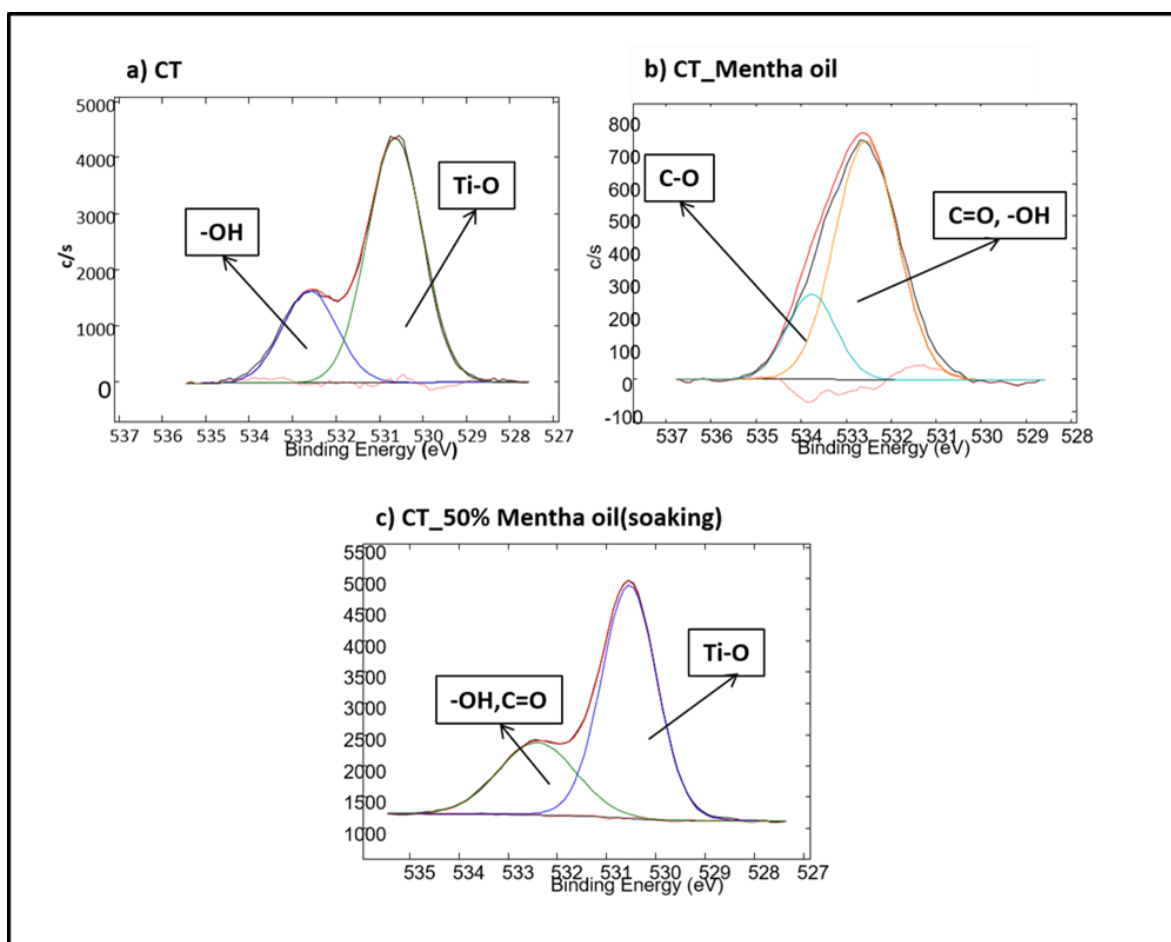 a) CT
5000
4000
3000
2000
1000
0
c/s
-OH
Ti-O
537 536 535 534 533 532 531 530 529 528 527
Binding Energy (eV)
b) CT_Mentha oil
800
700
600
500
400
300
200
100
0
-100
c/s
C-O
C=O, -OH
537 536 535 534 533 532 531 530 529 528
Binding Energy (eV)
c) CT_50% Mentha oil(soaking)
5500
5000
4500
4000
3500
3000
2500
2000
1500
1000
-OH,C=O
Ti-O
535 534 533 532 531 530 529 528 527
Binding Energy (eV)